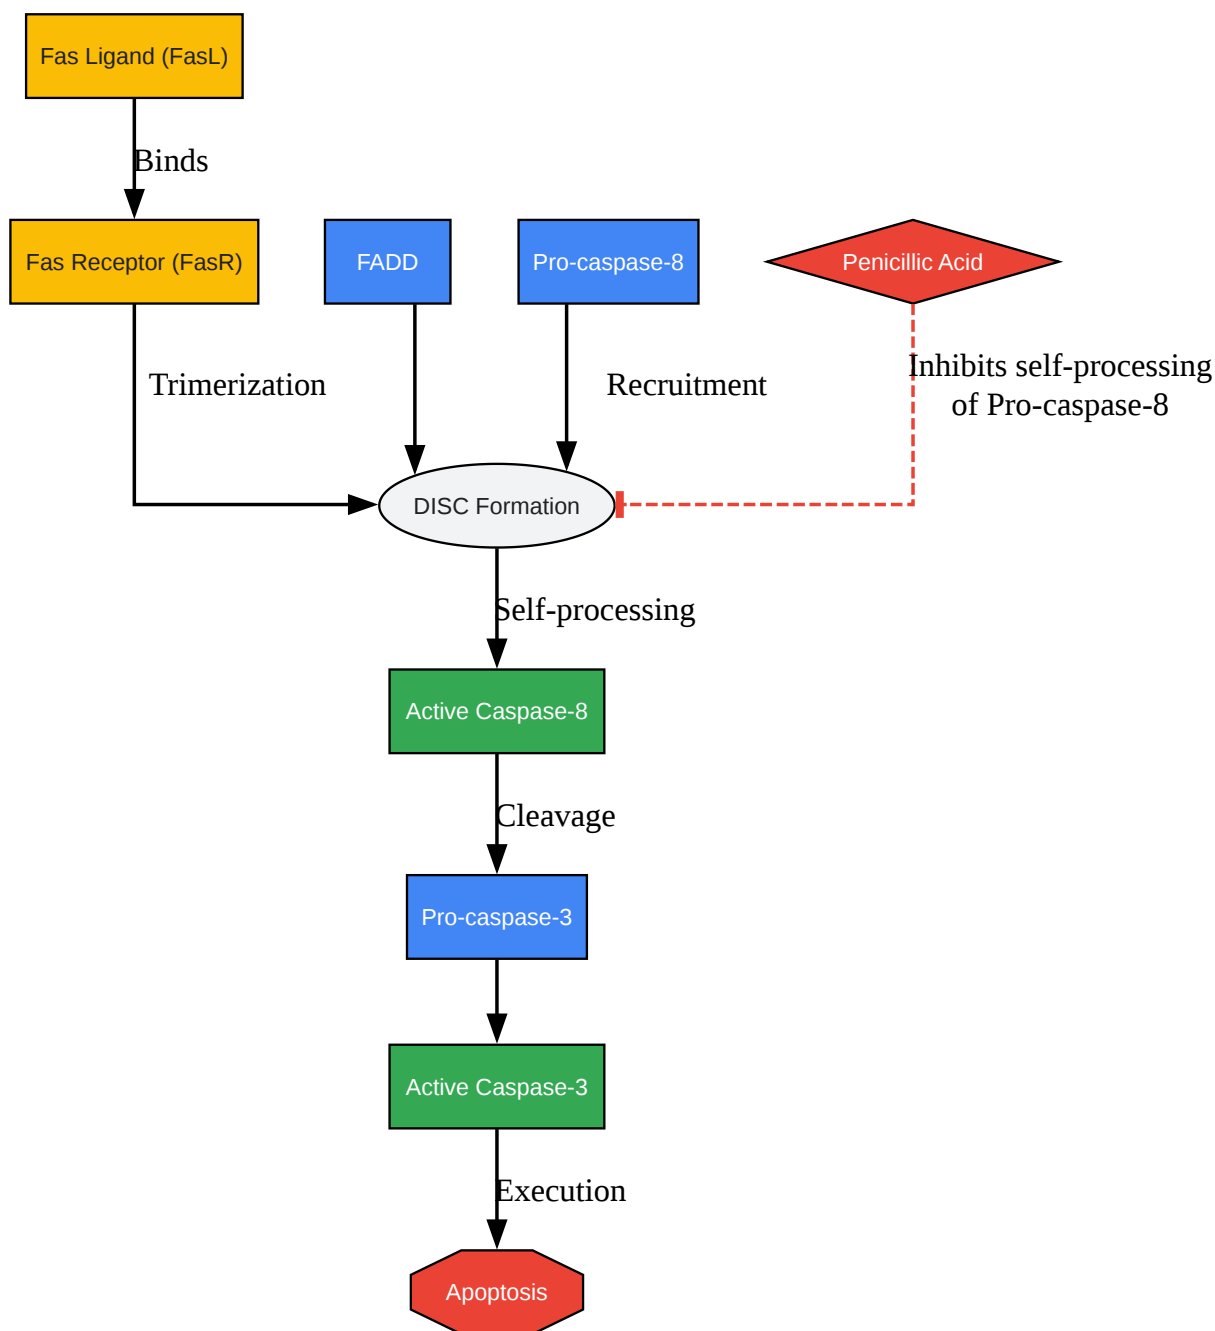 Fas Ligand (FasL)
Binds
Fas Receptor (FasR)
FADD
Pro-caspase-8
Penicillic Acid
Trimerization
Recruitment
Inhibits self-processing
of Pro-caspase-8
DISC Formation
Self-processing
Active Caspase-8
Cleavage
Pro-caspase-3
Active Caspase-3
Execution
Apoptosis